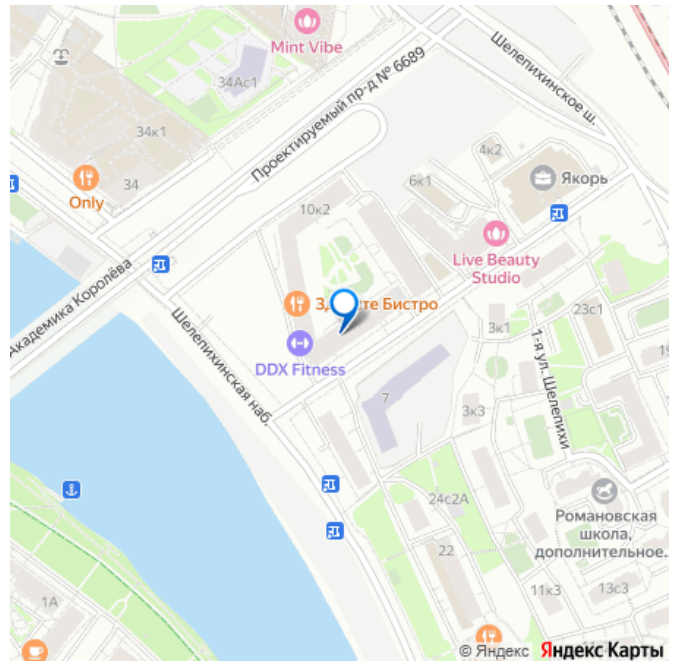 Mint Vibe
Шелепихинское ш.
34Ас1
Проектируемый пр-д № 6689
34к1
4к2
Якорь
34
Only
6к1
10к2
Live Beauty
Studio
Академика Королёва
Шелепихинская наб.
Бистро
3к1
23с1
1-я ул. Шелепихи
DDX Fitness
7
3к3
24с2А
Романовская
школа,
дополнительное...
22
11к3
13с3
1А
© Яндекс Яндекс Карты